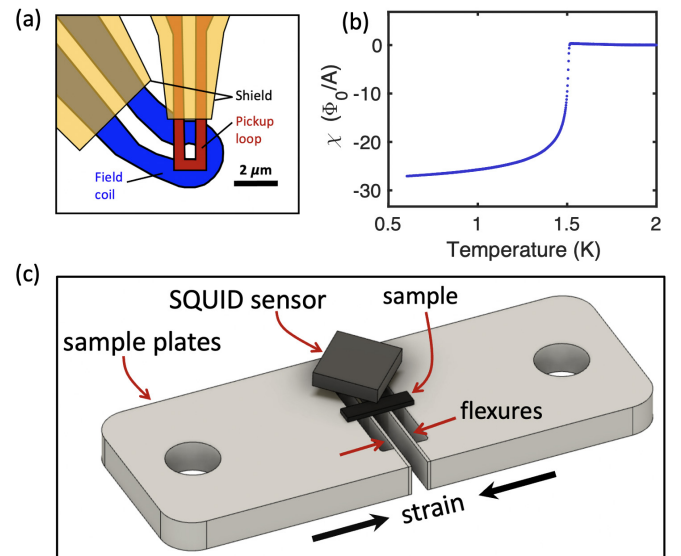 (a)
Shield
Pickup
loop
Field
coil
2 μm
(b)
χ (Φ₀/A)
0
-10
-20
-30
0.5
1
1.5
2
Temperature (K)
(c)
SQUID sensor
sample
sample plates
flexures
strain